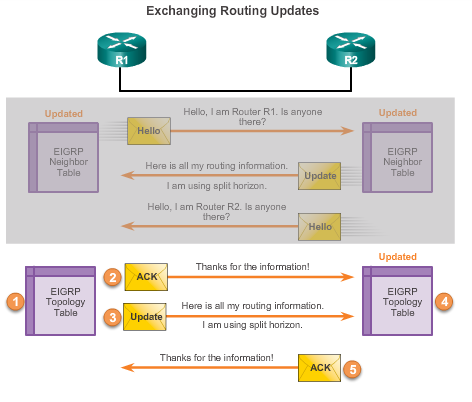 Exchanging Routing Updates
R1
R2
Updated
Updated
Hello, I am Router R1. Is anyone
there?
Hello
EIGRP
Neighbor
Table
EIGRP
Neighbor
Table
Here is all my routing information.
I am using split horizon.
Update
Hello, I am Router R2. Is anyone
there?
Hello
Updated
1
EIGRP
Topology
Table
2
ACK
Thanks for the information!
3
Update
Here is all my routing information.
I am using split horizon.
EIGRP
Topology
Table
4
Thanks for the information!
ACK
5